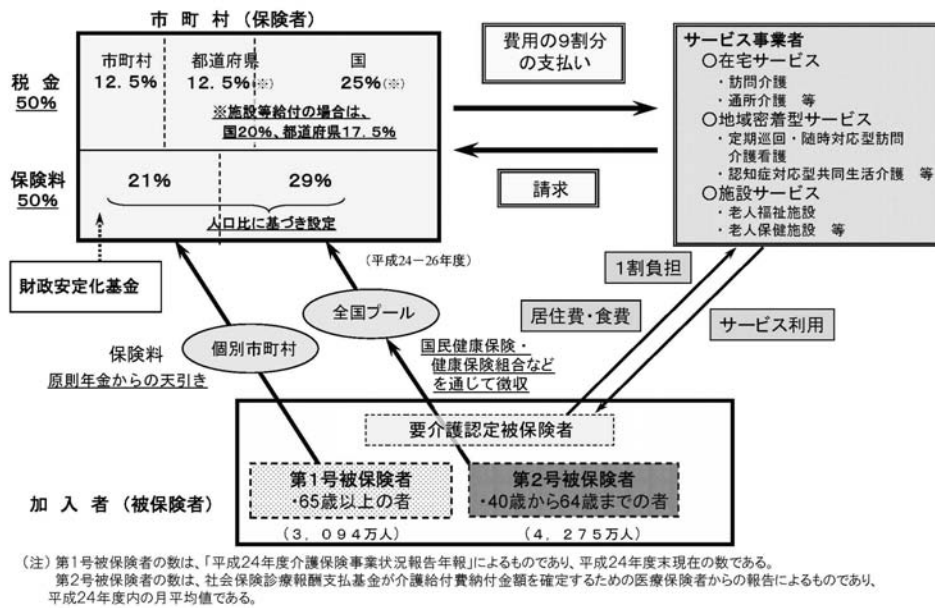 市 町 村 (保険者)
税 金
50%
市町村
12.5%
都道府県
12.5%(※)
国
25%(※)
※施設等給付の場合は、
国20%、都道府県17.5%
保険料
50%
21%
29%
人口比に基づき設定
(平成24－26年度)
財政安定化基金
費用の9割分
の支払い
請求
サービス事業者
〇在宅サービス
・訪問介護
・通所介護 等
〇地域密着型サービス
・定期巡回・随時対応型訪問
介護看護
・認知症対応型共同生活介護 等
〇施設サービス
・老人福祉施設
・老人保健施設 等
1割負担
居住費・食費
サービス利用
全国プール
個別市町村
保険料
原則年金からの天引き
国民健康保険・
健康保険組合など
を通じて徴収
要介護認定被保険者
加 入 者 (被保険者)
第1号被保険者
・65歳以上の者
(3,094万人)
第2号被保険者
・40歳から64歳までの者
(4,275万人)
(注) 第1号被保険者の数は、「平成24年度介護保険事業状況報告年報」によるものであり、平成24年度末現在の数である。
第2号被保険者の数は、社会保険診療報酬支払基金が介護給付費納付金額を確定するための医療保険者からの報告によるものであり、
平成24年度内の月平均値である。